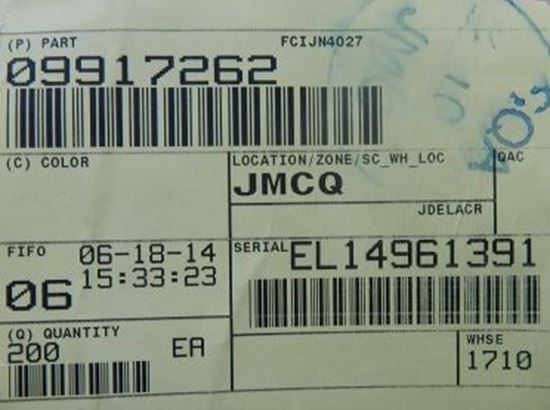 (P) PART FCIJN4027
09917262
(C) COLOR
LOCATION/ZONE/SC_WH_LOC
QAC
JMCQ
JDELACR
FIFO 06-18-14
06 15:33:23
SERIAL EL14961391
(Q) QUANTITY
200 EA
WHSE
1710